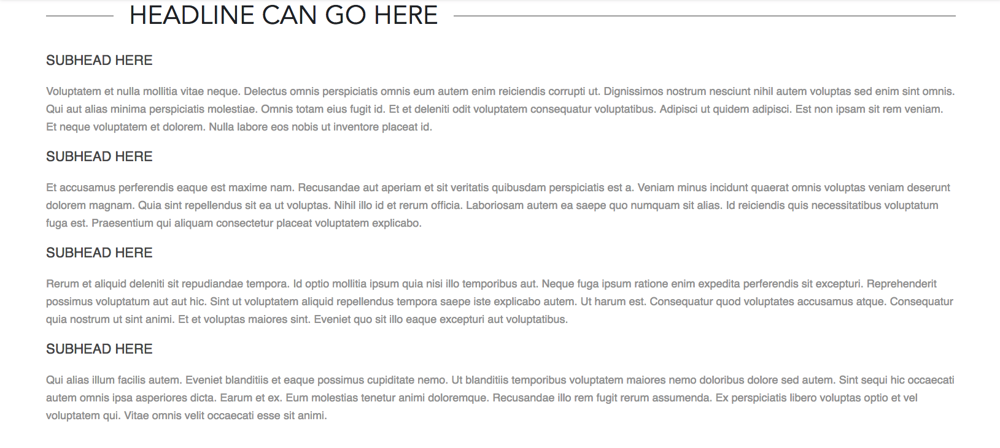 HEADLINE CAN GO HERE
SUBHEAD HERE
Voluptatem et nulla mollitia vitae neque. Delectus omnis perspiciatis omnis eum autem enim reiciendis corrupti ut. Dignissimos nostrum nesciunt nihil autem voluptas sed enim sint omnis.
Qui aut alias minima perspiciatis molestiae. Omnis totam eius fugit id. Et et deleniti odit voluptatem consequatur voluptatibus. Adipisci ut quidem adipisci. Est non ipsam sit rem veniam.
Et neque voluptatem et dolorem. Nulla labore eos nobis ut inventore placeat id.
SUBHEAD HERE
Et accusamus perferendis eaque est maxime nam. Recusandae aut aperiam et sit veritatis quibusdam perspiciatis est a. Veniam minus incidunt quaerat omnis voluptas veniam deserunt
dolorem magnam. Quia sint repellendus sit ea ut voluptas. Nihil illo id et rerum officia. Laboriosam autem ea saepe quo numquam sit alias. Id reiciendis quis necessitatibus voluptatum
fuga est. Praesentium qui aliquam consectetur placeat voluptatem explicabo.
SUBHEAD HERE
Rerum et aliquid deleniti sit repudiandae tempora. Id optio mollitia ipsum quia nisi illo temporibus aut. Neque fuga ipsum ratione enim expedita perferendis sit excepturi. Reprehenderit
possimus voluptatum aut aut hic. Sint ut voluptatem aliquid repellendus tempora saepe iste explicabo autem. Ut harum est. Consequatur quod voluptates accusamus atque. Consequatur
quia nostrum ut sint animi. Et et voluptas maiores sint. Eveniet quo sit illo eaque excepturi aut voluptatibus.
SUBHEAD HERE
Qui alias illum facilis autem. Eveniet blanditiis et eaque possimus cupiditate nemo. Ut blanditiis temporibus voluptatem maiores nemo doloribus dolore sed autem. Sint sequi hic occaecati
autem omnis ipsa asperiores dicta. Earum et ex. Eum molestias tenetur animi doloremque. Recusandae illo rem fugit rerum assumenda. Ex perspiciatis libero voluptas optio et vel
voluptatem qui. Vitae omnis velit occaecati esse sit animi.